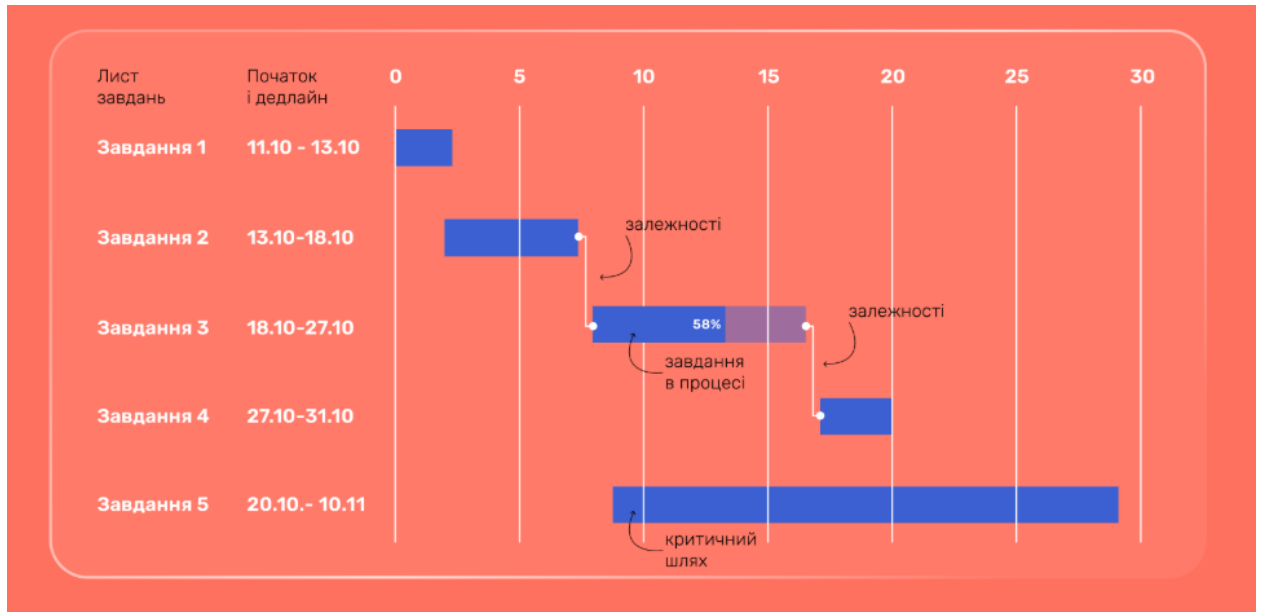 Лист
завдань
Початок
і дедлайн
0 5 10 15 20 25 30
Завдання 1 11.10 - 13.10
залежності
Завдання 2 13.10-18.10
залежності
Завдання 3 18.10-27.10 58%
завдання
в процесі
Завдання 4 27.10-31.10
Завдання 5 20.10.- 10.11
критичний
шлях